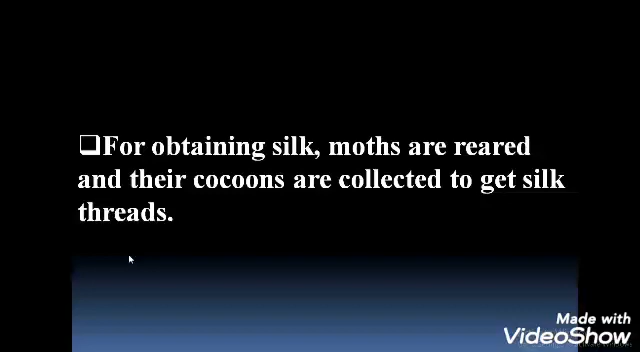 ❑For obtaining silk, moths are reared
and their cocoons are collected to get silk
threads.
Made with
VideoShow